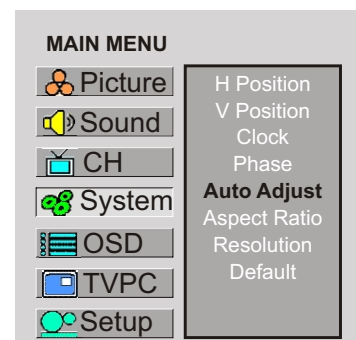 MAIN MENU
Picture
Sound
CH
System
OSD
TVPC
Setup
H Position
V Position
Clock
Phase
Auto Adjust
Aspect Ratio
Resolution
Default